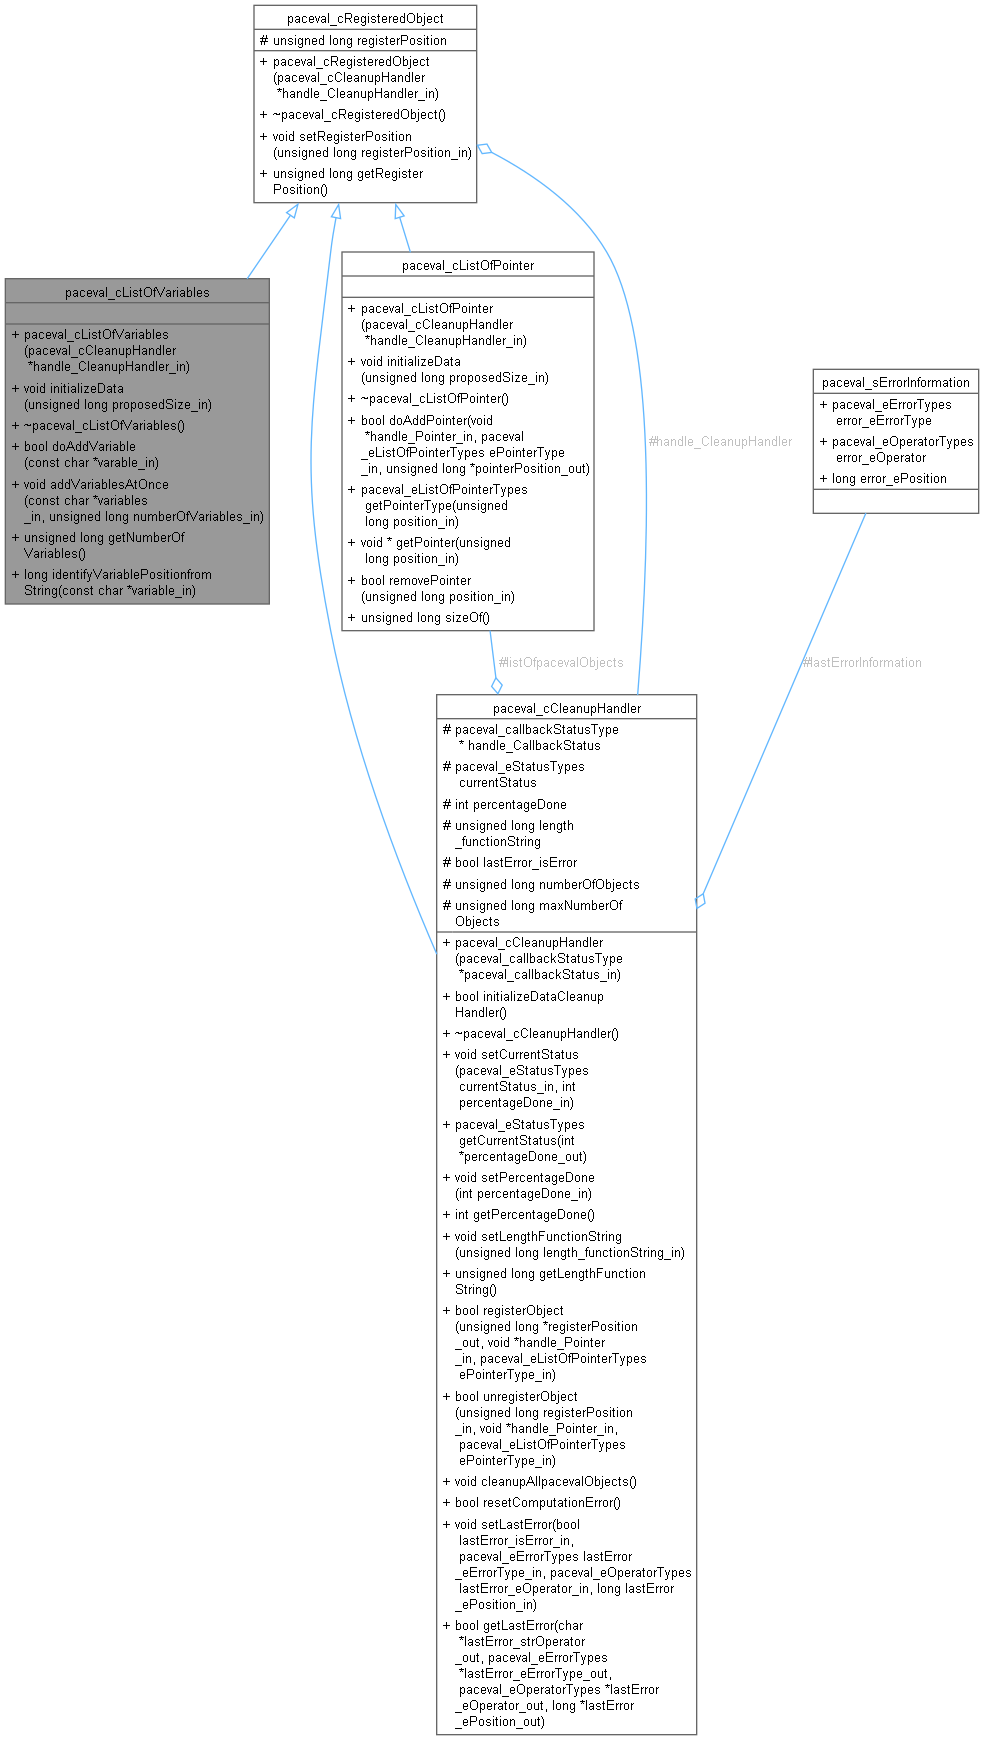 paceval_cRegisteredObject
# unsigned long registerPosition
+ paceval_cRegisteredObject
(paceval_cCleanupHandler
*handle_CleanupHandler_in)
+ ~paceval_cRegisteredObject()
+ void setRegisterPosition
(unsigned long registerPosition_in)
+ unsigned long getRegister
Position()
paceval_cListOfVariables
+ paceval_cListOfVariables
(paceval_cCleanupHandler
*handle_CleanupHandler_in)
+ void initializeData
(unsigned long proposedSize_in)
+ ~paceval_cListOfVariables()
+ bool doAddVariable
(const char *varable_in)
+ void addVariablesAtOnce
(const char *variables
_in, unsigned long numberOfVariables_in)
+ unsigned long getNumberOf
Variables()
+ long identifyVariablePositionfrom
String(const char *variable_in)
paceval_cListOfPointer
+ paceval_cListOfPointer
(paceval_cCleanupHandler
*handle_CleanupHandler_in)
+ void initializeData
(unsigned long proposedSize_in)
+ ~paceval_cListOfPointer()
+ bool doAddPointer(void
*handle_Pointer_in, paceval
_eListOfPointerTypes ePointerType
_in, unsigned long *pointerPosition_out)
+ paceval_eListOfPointerTypes
getPointerType(unsigned
long position_in)
+ void * getPointer(unsigned
long position_in)
+ bool removePointer
(unsigned long position_in)
+ unsigned long sizeOf()
#handle_CleanupHandler
paceval_sErrorInformation
+ paceval_eErrorTypes
error_eErrorType
+ paceval_eOperatorTypes
error_eOperator
+ long error_ePosition
#listOfpacevalObjects
#lastErrorInformation
paceval_cCleanupHandler
# paceval_callbackStatusType
* handle_CallbackStatus
# paceval_eStatusTypes
currentStatus
# int percentageDone
# unsigned long length
_functionString
# bool lastError_isError
# unsigned long numberOfObjects
# unsigned long maxNumberOf
Objects
+ paceval_cCleanupHandler
(paceval_callbackStatusType
*paceval_callbackStatus_in)
+ bool initializeDataCleanup
Handler()
+ ~paceval_cCleanupHandler()
+ void setCurrentStatus
(paceval_eStatusTypes
currentStatus_in, int
percentageDone_in)
+ paceval_eStatusTypes
getCurrentStatus(int
*percentageDone_out)
+ void setPercentageDone
(int percentageDone_in)
+ int getPercentageDone()
+ void setLengthFunctionString
(unsigned long length_functionString_in)
+ unsigned long getLengthFunction
String()
+ bool registerObject
(unsigned long *registerPosition
_out, void *handle_Pointer
_in, paceval_eListOfPointerTypes
ePointerType_in)
+ bool unregisterObject
(unsigned long registerPosition
_in, void *handle_Pointer_in,
paceval_eListOfPointerTypes
ePointerType_in)
+ void cleanupAllpacevalObjects()
+ bool resetComputationError()
+ void setLastError(bool
lastError_isError_in,
paceval_eErrorTypes lastError
_eErrorType_in, paceval_eOperatorTypes
lastError_eOperator_in, long lastError
_ePosition_in)
+ bool getLastError(char
*lastError_strOperator
_out, paceval_eErrorTypes
*lastError_eErrorType_out,
paceval_eOperatorTypes *lastError
_eOperator_out, long *lastError
_ePosition_out)